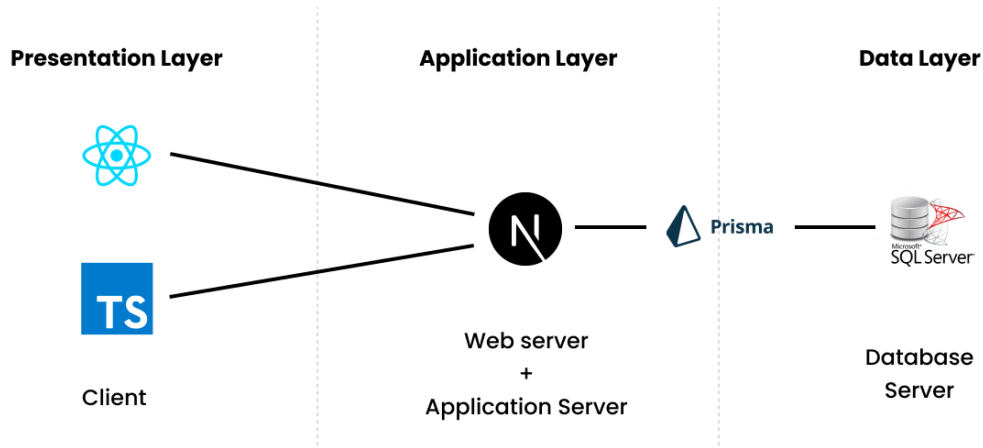 Presentation Layer
Application Layer
Data Layer
N
Prisma
Microsoft
SQL Server
TS
Web server
+
Application Server
Database
Server
Client